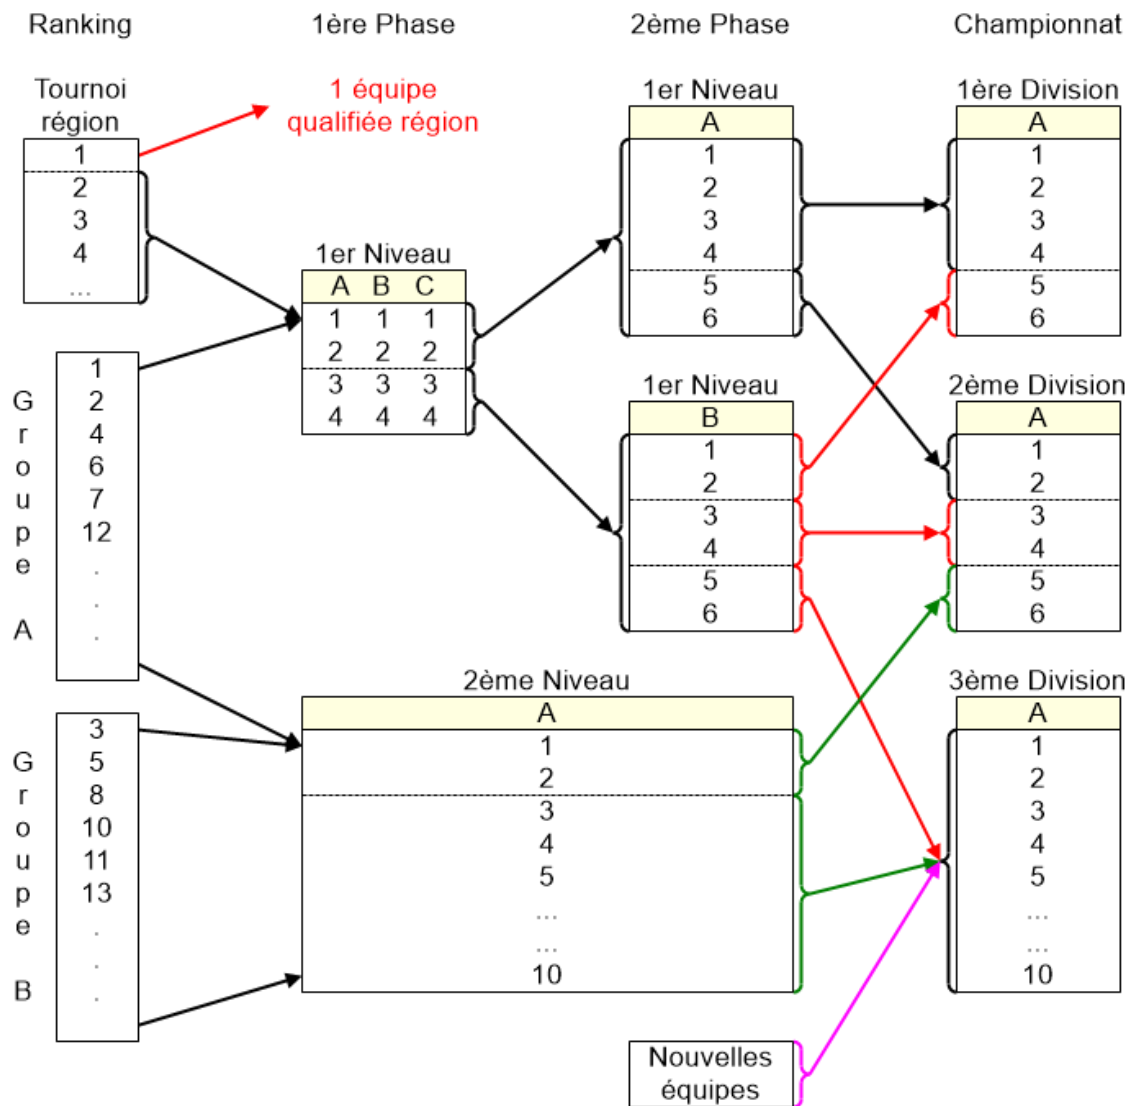 Ranking
1ère Phase
2ème Phase
Championnat
Tournoi
région
1
2
3
4
...
1 équipe
qualifiée région
1er Niveau
A B C
1 1 1
2 2 2
3 3 3
4 4 4
1er Niveau
A
1
2
3
4
5
6
1ère Division
A
1
2
3
4
5
6
Groupe A
1
2
4
6
7
12
.
.
.
1er Niveau
B
1
2
3
4
5
6
2ème Division
A
1
2
3
4
5
6
Groupe B
3
5
8
10
11
13
.
.
.
2ème Niveau
A
1
2
3
4
5
...
...
10
3ème Division
A
1
2
3
4
5
...
...
10
Nouvelles
équipes